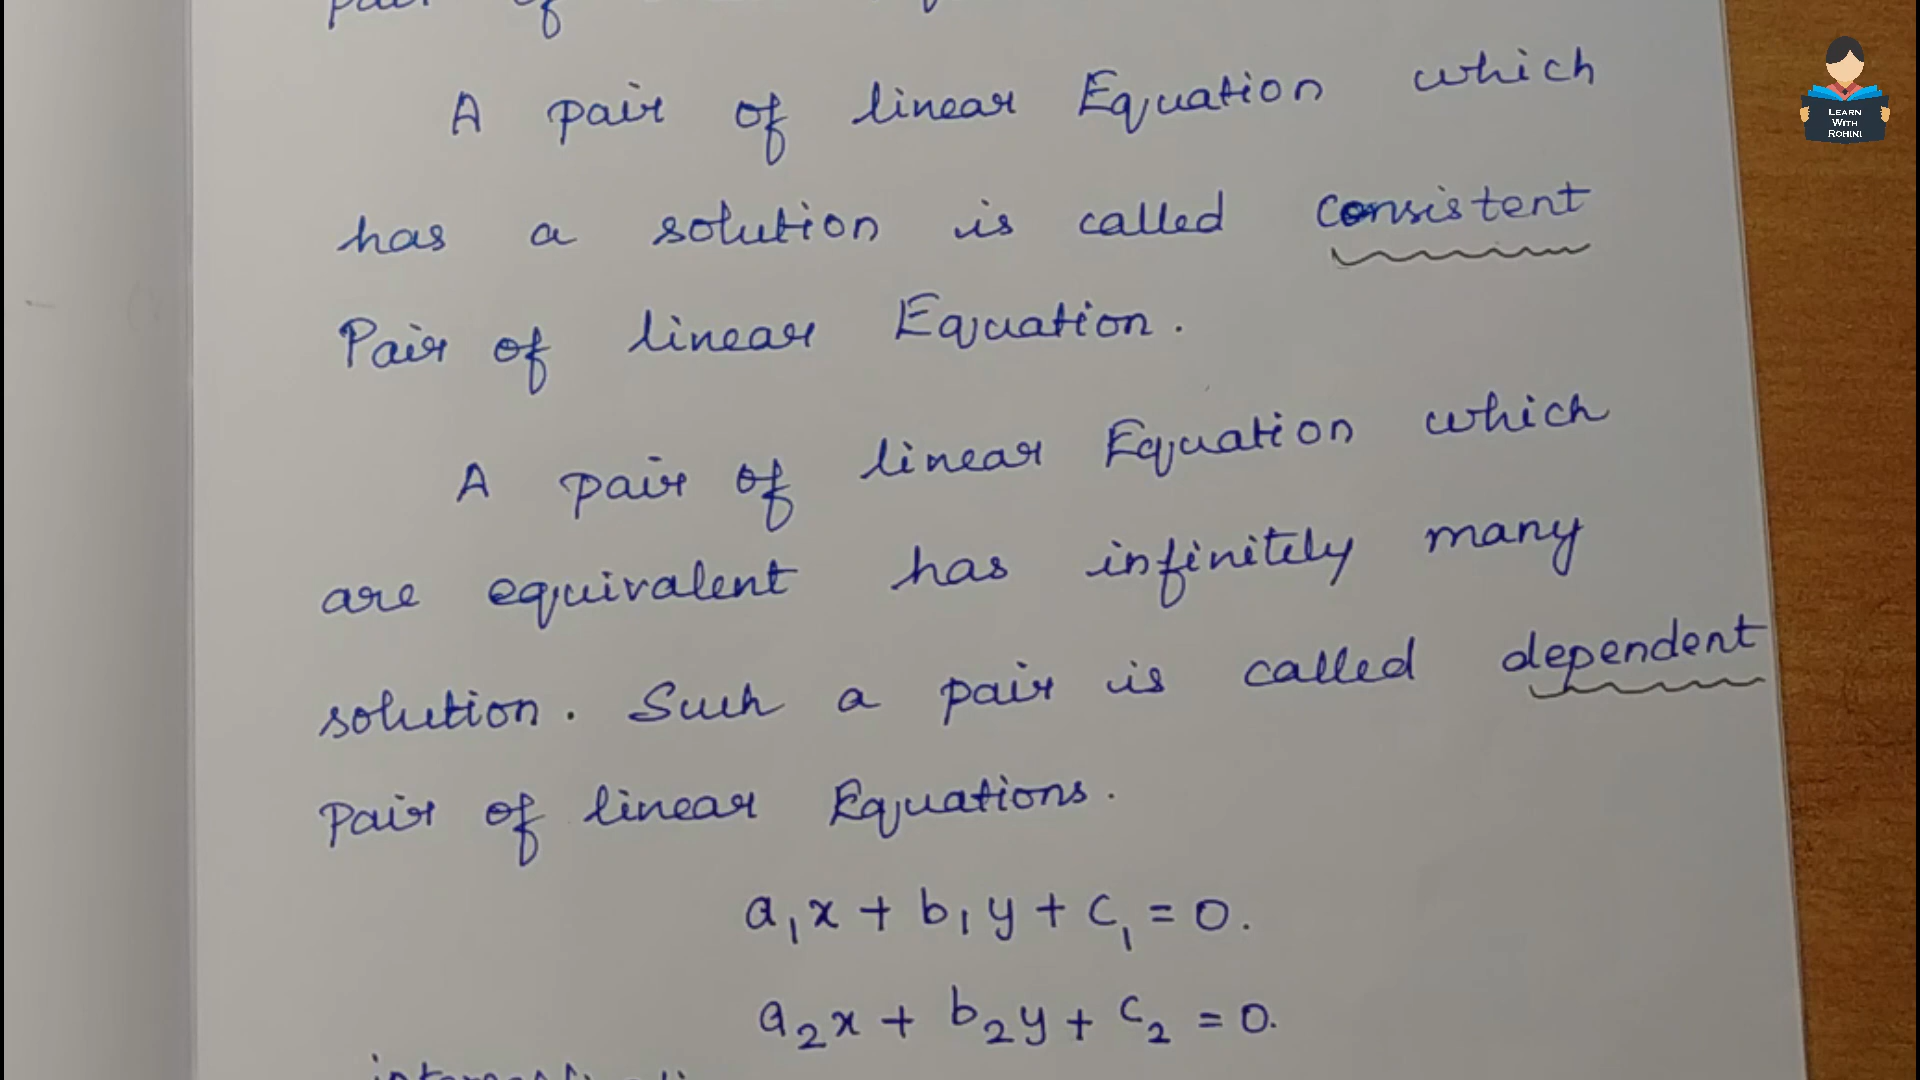 pair of
A pair of linear Equation which
has a solution is called consistent
Pair of linear Equation.
A pair of linear Equation which
are equivalent has infinitely many
solution. Such a pair is called dependent
Pair of linear Equations.
a₁x + b₁y + c₁ = 0.
a₂x + b₂y + c₂ = 0.
LEARN
WITH
ROHINI